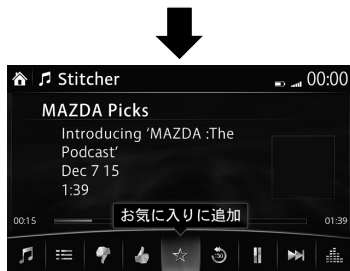 Stitcher
00:00
MAZDA Picks
Introducing ‘MAZDA :The
Podcast’
Dec 7 15
1:39
お気に入りに追加
00:15
01:39
:30